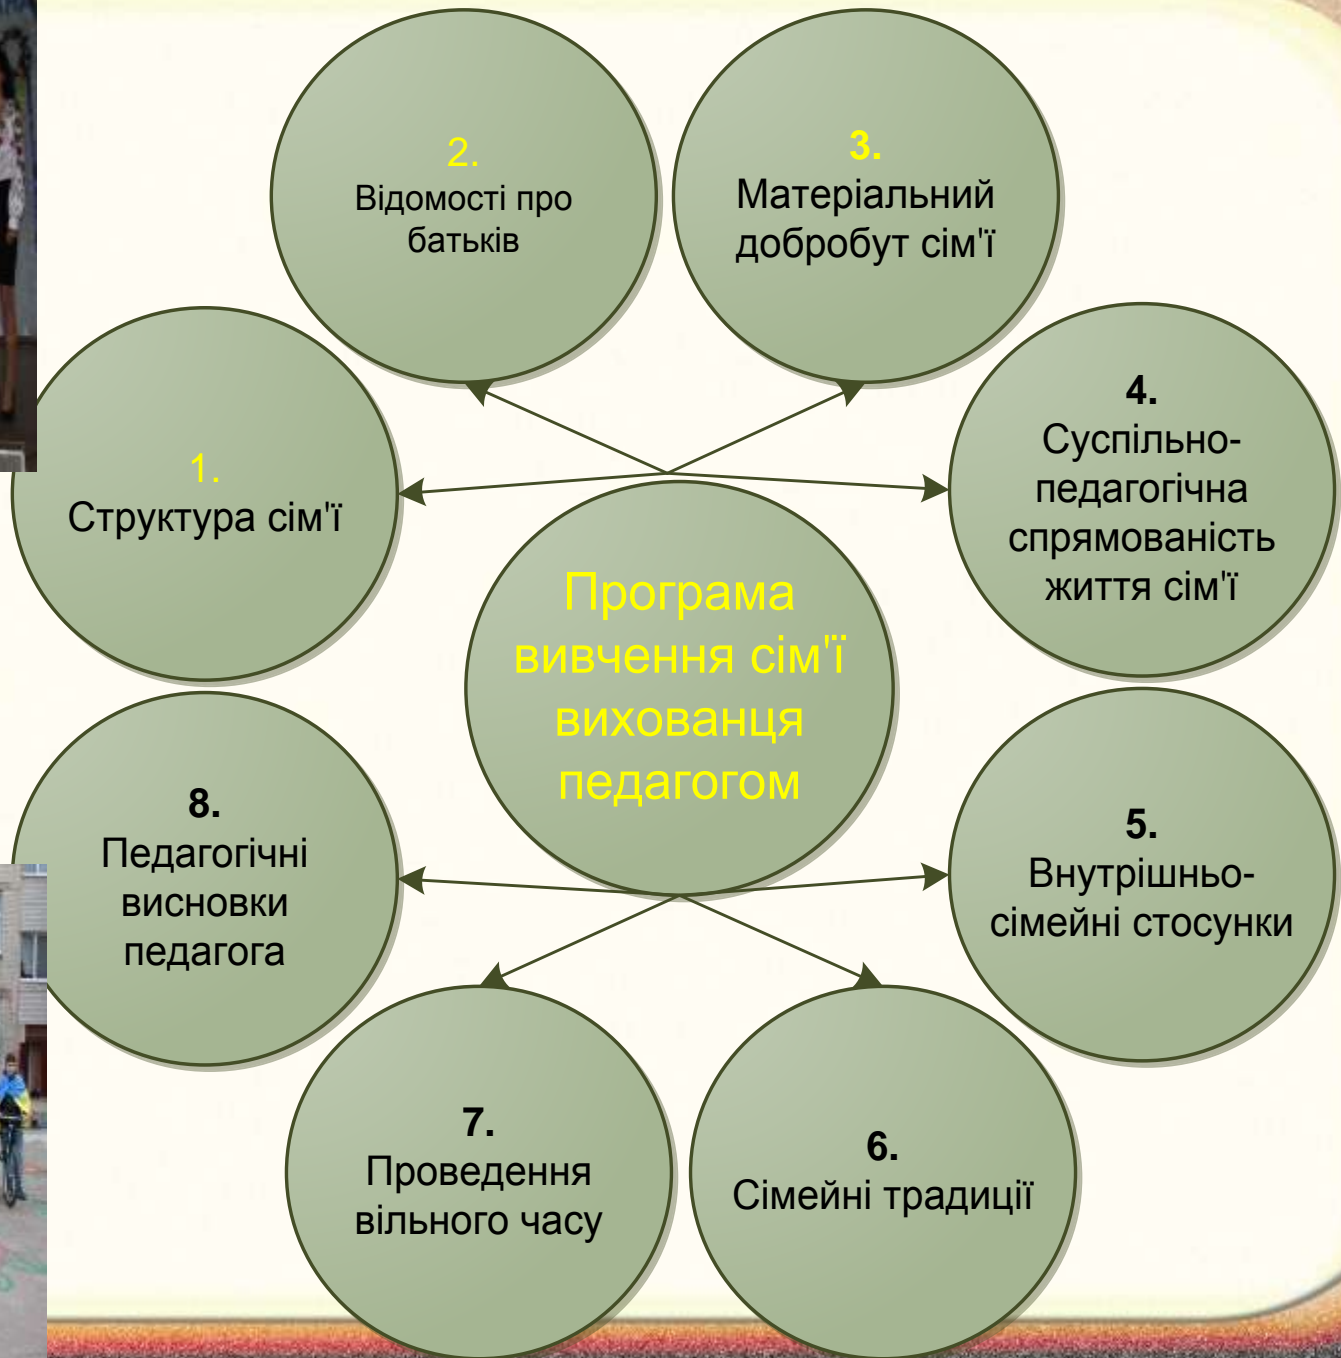 Програма
вивчення сім'ї
вихованця
педагогом
1.
Структура сім'ї
2.
Відомості про
батьків
3.
Матеріальний
добробут сім'ї
4.
Суспільно-
педагогічна
спрямованість
життя сім'ї
5.
Внутрішньо-
сімейні стосунки
6.
Сімейні традиції
7.
Проведення
вільного часу
8.
Педагогічні
висновки
педагога